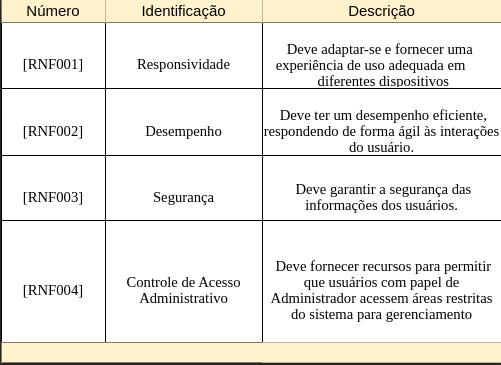 Número Identificação Descrição
[RNF001] Responsividade Deve adaptar-se e fornecer uma
experiência de uso adequada em
diferentes dispositivos
[RNF002] Desempenho Deve ter um desempenho eficiente,
respondendo de forma ágil às interações
do usuário.
[RNF003] Segurança Deve garantir a segurança das
informações dos usuários.
[RNF004] Controle de Acesso
Administrativo
Deve fornecer recursos para permitir
que usuários com papel de
Administrador acessem áreas restritas
do sistema para gerenciamento